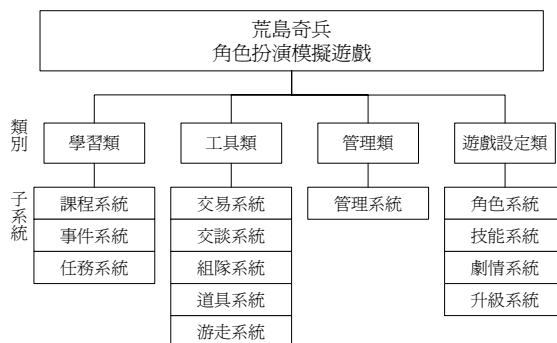 荒島奇兵
角色扮演模擬遊戲
類別
學習類
工具類
管理類
遊戲設定類
子系統
課程系統
事件系統
任務系統
交易系統
交談系統
組隊系統
道具系統
游走系統
管理系統
角色系統
技能系統
劇情系統
升級系統